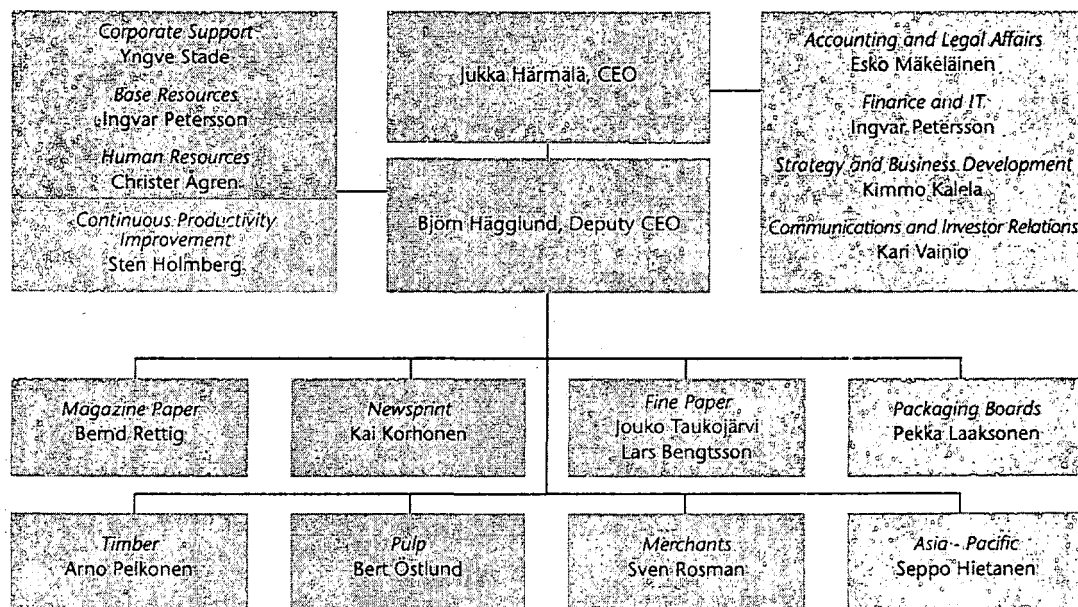 Corporate Support
Yngve Stade
Base Resources
Ingvar Petersson
Human Resources
Christer Ågren
Continuous Productivity
Improvement
Sten Holmberg
Jukka Härmälä, CEO
Björn Hägglund, Deputy CEO
Accounting and Legal Affairs
Esko Mäkeläinen
Finance and IT
Ingvar Petersson
Strategy and Business Development
Kimmo Kalela
Communications and Investor Relations
Kari Vainio
Magazine Paper
Bernd Rettig
Newsprint
Kai Korhonen
Fine Paper
Jouko Taukojärvi
Lars Bengtsson
Packaging Boards
Pekka Laaksonen
Timber
Arno Pelkonen
Pulp
Bert Östlund
Merchants
Sven Rosman
Asia - Pacific
Seppo Hietanen